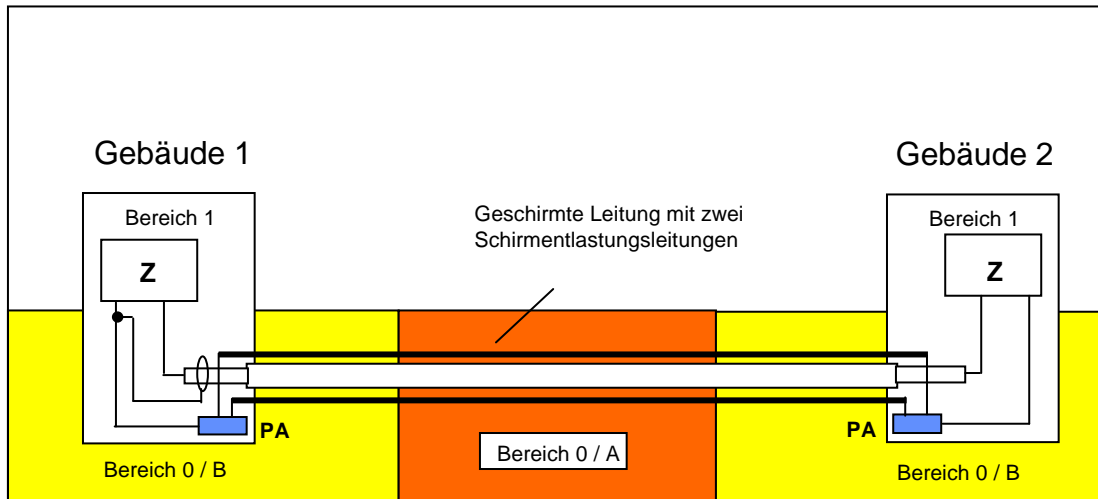 Gebäude 1
Gebäude 2
Bereich 1
Geschirmte Leitung mit zwei
Schirmentlastungsleitungen
Bereich 1
Z
Z
PA
PA
Bereich 0 / B
Bereich 0 / A
Bereich 0 / B